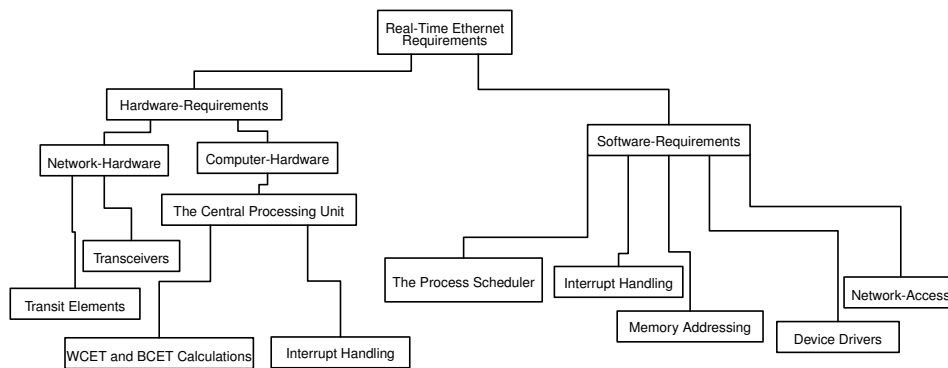 Real-Time Ethernet
Requirements
Hardware-Requirements
Software-Requirements
Network-Hardware
Computer-Hardware
The Central Processing Unit
Transceivers
The Process Scheduler
Interrupt Handling
Network-Access
Transit Elements
Memory Addressing
Device Drivers
WCET and BCET Calculations
Interrupt Handling